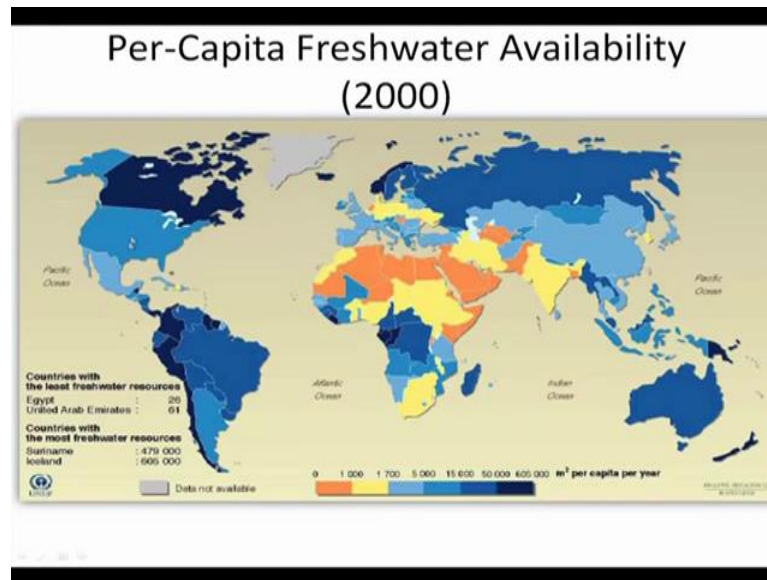 Per-Capita Freshwater Availability
(2000)
Pacific
Ocean
Pacific
Ocean
Atlantic
Ocean
Indian
Ocean
Countries with
the least freshwater resources
Egypt : 26
United Arab Emirates : 61
Countries with
the most freshwater resources
Suriname : 479 000
Iceland : 605 000
0 1 000 1 700 5 000 15 000 50 000 605 000 m³ per capita per year
UNEP
Data not available